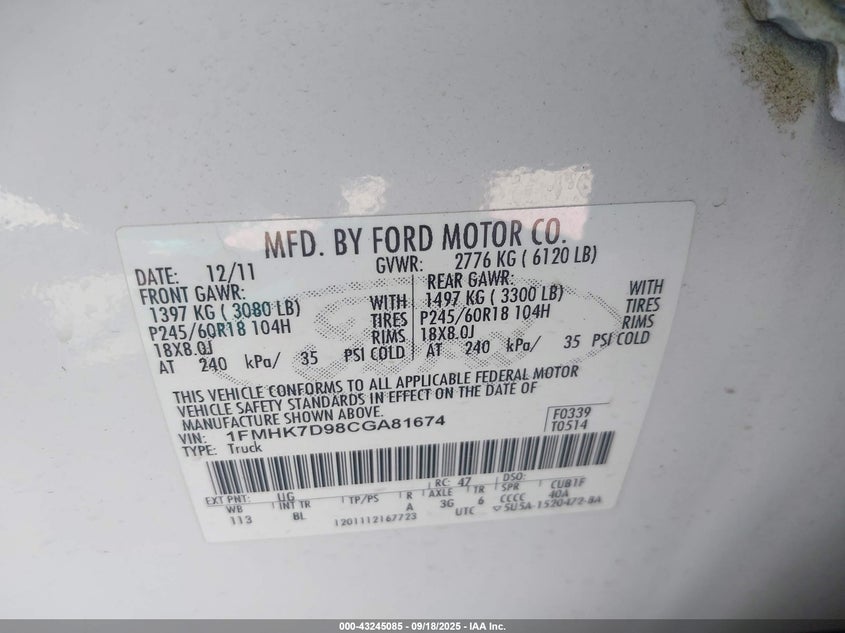 MFD. BY FORD MOTOR CO.
DATE: 12/11 GVWR: 2776 KG ( 6120 LB)
FRONT GAWR: REAR GAWR:
1397 KG ( 3080 LB) WITH 1497 KG ( 3300 LB) WITH
P245/60R18 104H TIRES P245/60R18 104H TIRES
18X8.0J RIMS 18X8.0J RIMS
AT 240 kPa/ 35 PSI COLD AT 240 kPa/ 35 PSI COLD
THIS VEHICLE CONFORMS TO ALL APPLICABLE FEDERAL MOTOR
VEHICLE SAFETY STANDARDS IN EFFECT ON THE DATE OF
MANUFACTURE SHOWN ABOVE.
VIN: 1FMHK7D98CGA81674 F0339
TYPE: Truck T0514
EXT PNT: UG RC: 47 DSO:
WB INT TR TP/PS R AXLE TR SPR CUB1F
113 BL A 3G 6 CCCC 40A
1201112167723 UTC 5U5A-1520472-BA
000-43245085 - 09/18/2025 - IAA Inc.